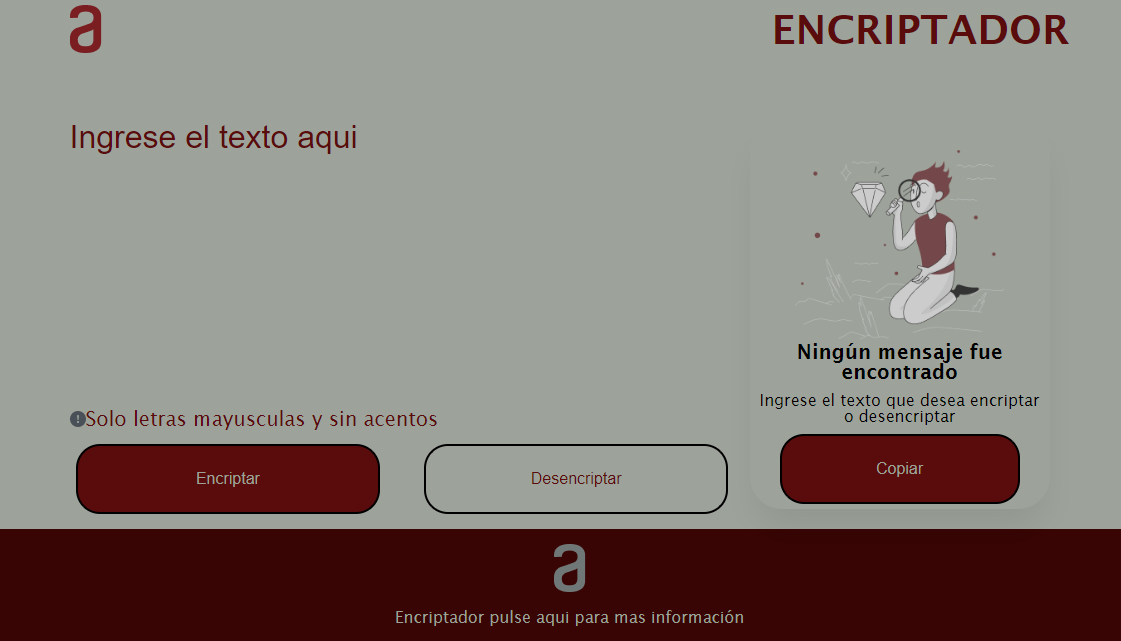 a
ENCRIPTADOR
Ingrese el texto aqui
Ningún mensaje fue
encontrado
Ingrese el texto que desea encriptar
o desencriptar
Solo letras mayusculas y sin acentos
Encriptar
Desencriptar
Copiar
a
Encriptador pulse aqui para mas información